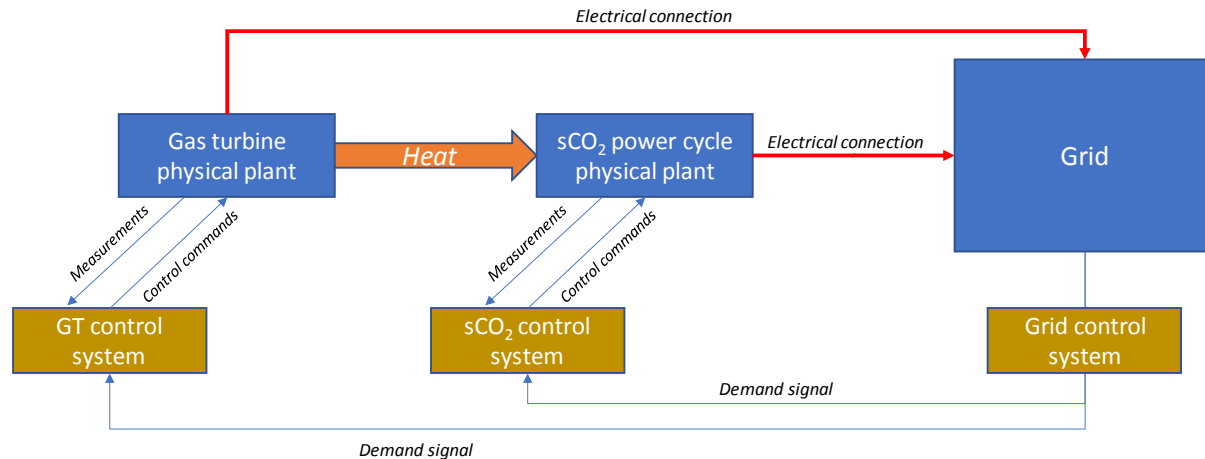 Electrical connection
Gas turbine
physical plant
Heat
sCO₂ power cycle
physical plant
Electrical connection
Grid
Measurements
Control commands
Measurements
Control commands
GT control
system
sCO₂ control
system
Grid control
system
Demand signal
Demand signal